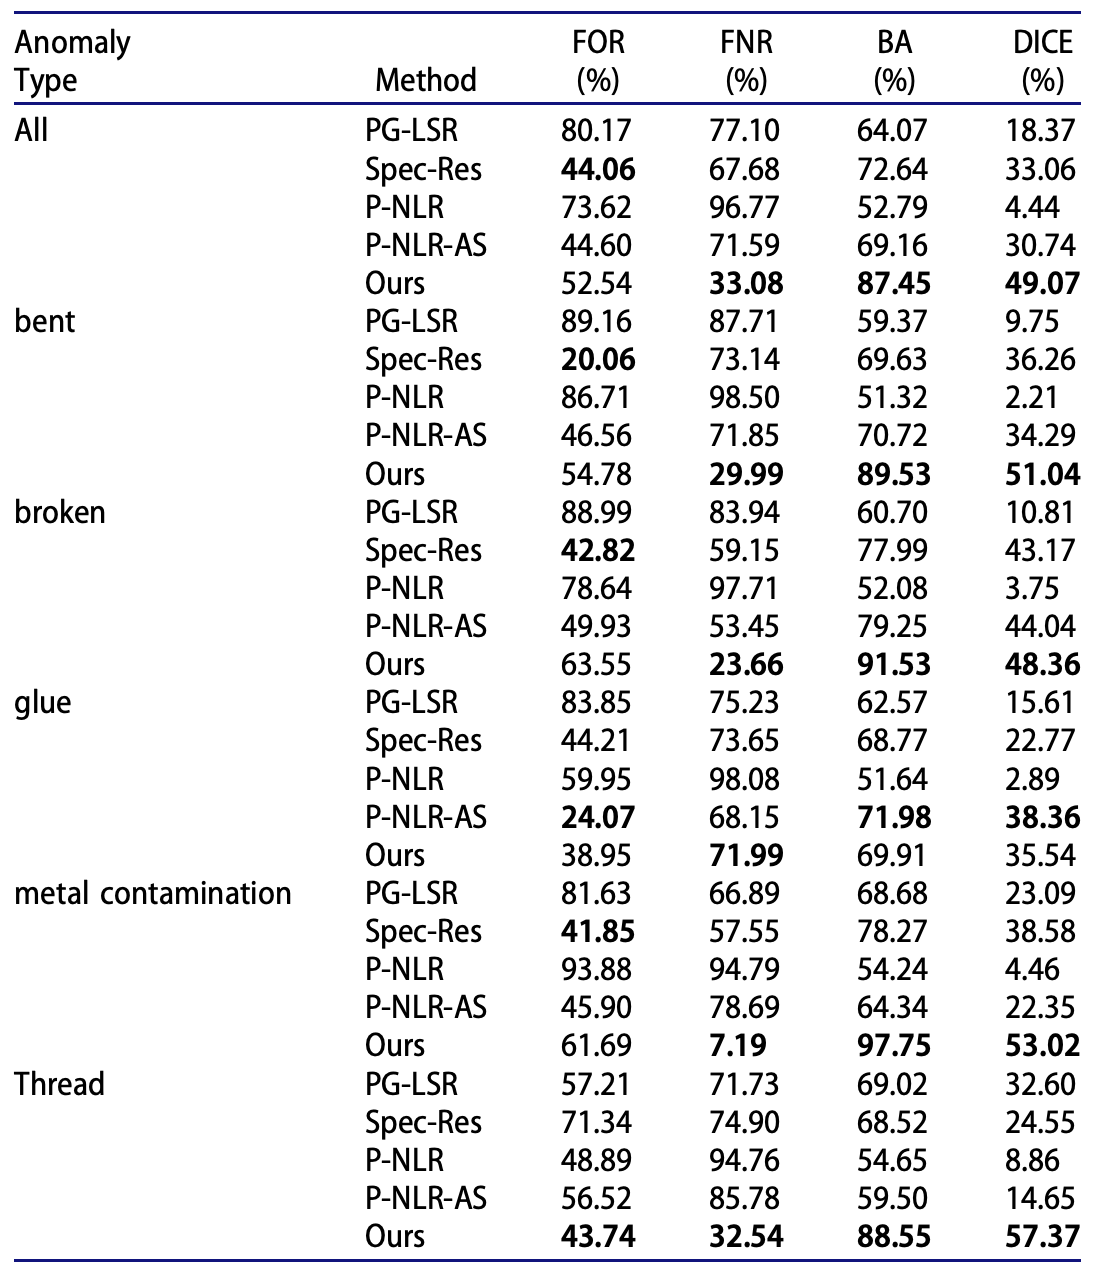 Anomaly FOR FNR BA DICE
Type Method (%) (%) (%) (%)
All PG-LSR 80.17 77.10 64.07 18.37
Spec-Res 44.06 67.68 72.64 33.06
P-NLR 73.62 96.77 52.79 4.44
P-NLR-AS 44.60 71.59 69.16 30.74
Ours 52.54 33.08 87.45 49.07
bent PG-LSR 89.16 87.71 59.37 9.75
Spec-Res 20.06 73.14 69.63 36.26
P-NLR 86.71 98.50 51.32 2.21
P-NLR-AS 46.56 71.85 70.72 34.29
Ours 54.78 29.99 89.53 51.04
broken PG-LSR 88.99 83.94 60.70 10.81
Spec-Res 42.82 59.15 77.99 43.17
P-NLR 78.64 97.71 52.08 3.75
P-NLR-AS 49.93 53.45 79.25 44.04
Ours 63.55 23.66 91.53 48.36
glue PG-LSR 83.85 75.23 62.57 15.61
Spec-Res 44.21 73.65 68.77 22.77
P-NLR 59.95 98.08 51.64 2.89
P-NLR-AS 24.07 68.15 71.98 38.36
Ours 38.95 71.99 69.91 35.54
metal contamination PG-LSR 81.63 66.89 68.68 23.09
Spec-Res 41.85 57.55 78.27 38.58
P-NLR 93.88 94.79 54.24 4.46
P-NLR-AS 45.90 78.69 64.34 22.35
Ours 61.69 7.19 97.75 53.02
Thread PG-LSR 57.21 71.73 69.02 32.60
Spec-Res 71.34 74.90 68.52 24.55
P-NLR 48.89 94.76 54.65 8.86
P-NLR-AS 56.52 85.78 59.50 14.65
Ours 43.74 32.54 88.55 57.37